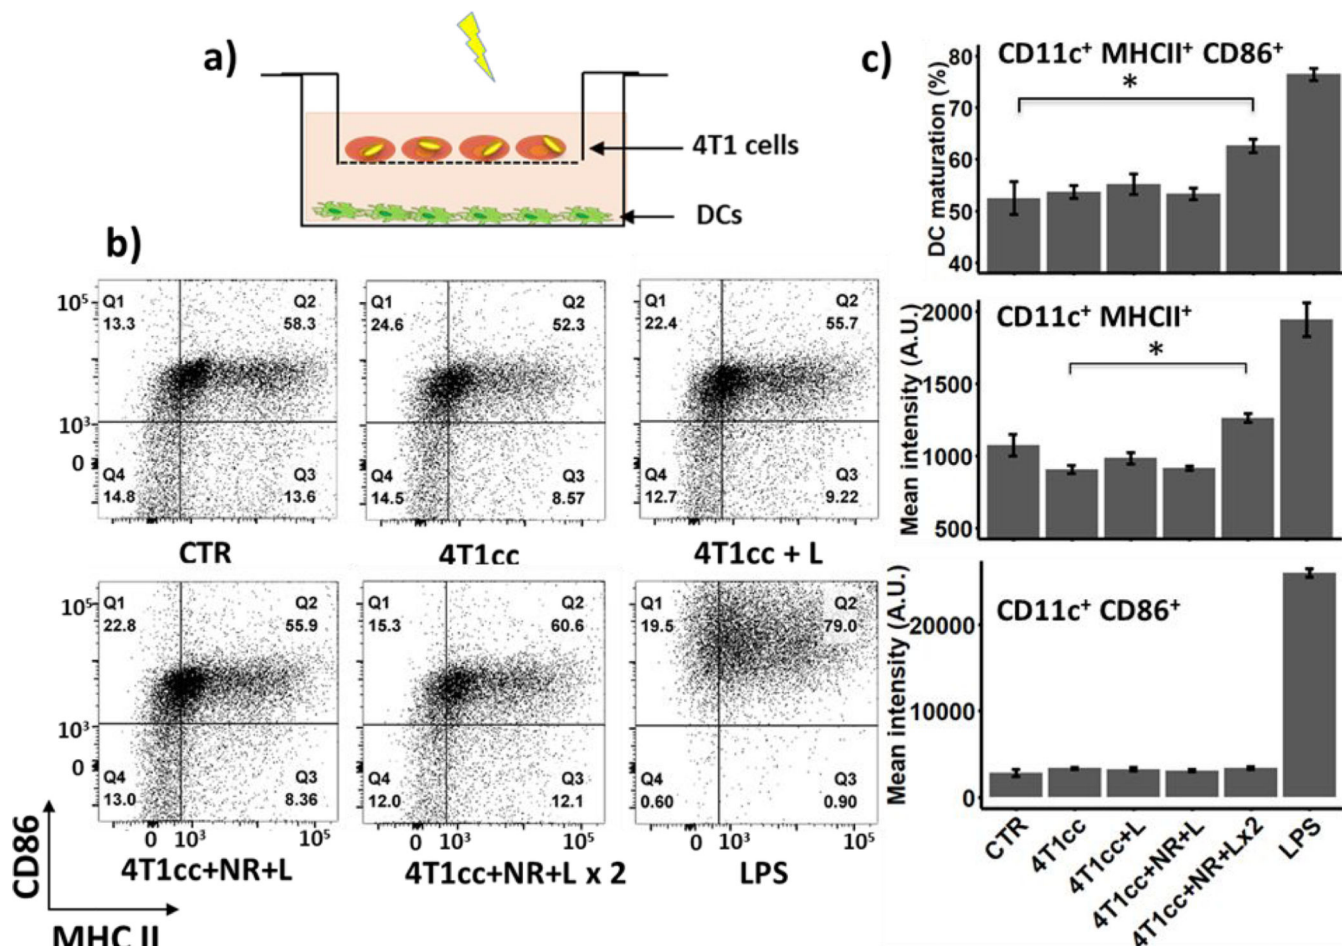 a)
4T1 cells
DCs
b)
Q1
13.3
Q2
58.3
Q4
14.8
Q3
13.6
10⁵
10³
0
CTR
Q1
24.6
Q2
52.3
Q4
14.5
Q3
8.57
4T1cc
Q1
22.4
Q2
55.7
Q4
12.7
Q3
9.22
4T1cc + L
Q1
22.8
Q2
55.9
Q4
13.0
Q3
8.36
10⁵
10³
0
0 10³ 10⁵
4T1cc+NR+L
Q1
15.3
Q2
60.6
Q4
12.0
Q3
12.1
0 10³ 10⁵
4T1cc+NR+L x 2
Q1
19.5
Q2
79.0
Q4
0.60
Q3
0.90
0 10³ 10⁵
LPS
CD86
MHC II
c)
CD11c⁺ MHCII⁺ CD86⁺
*
DC maturation (%)
80
70
60
50
40
CD11c⁺ MHCII⁺
*
Mean intensity (A.U.)
2000
1500
1000
500
CD11c⁺ CD86⁺
Mean intensity (A.U.)
20000
10000
0
CTR
4T1cc
4T1cc+L
4T1cc+NR+L
4T1cc+NR+Lx2
LPS